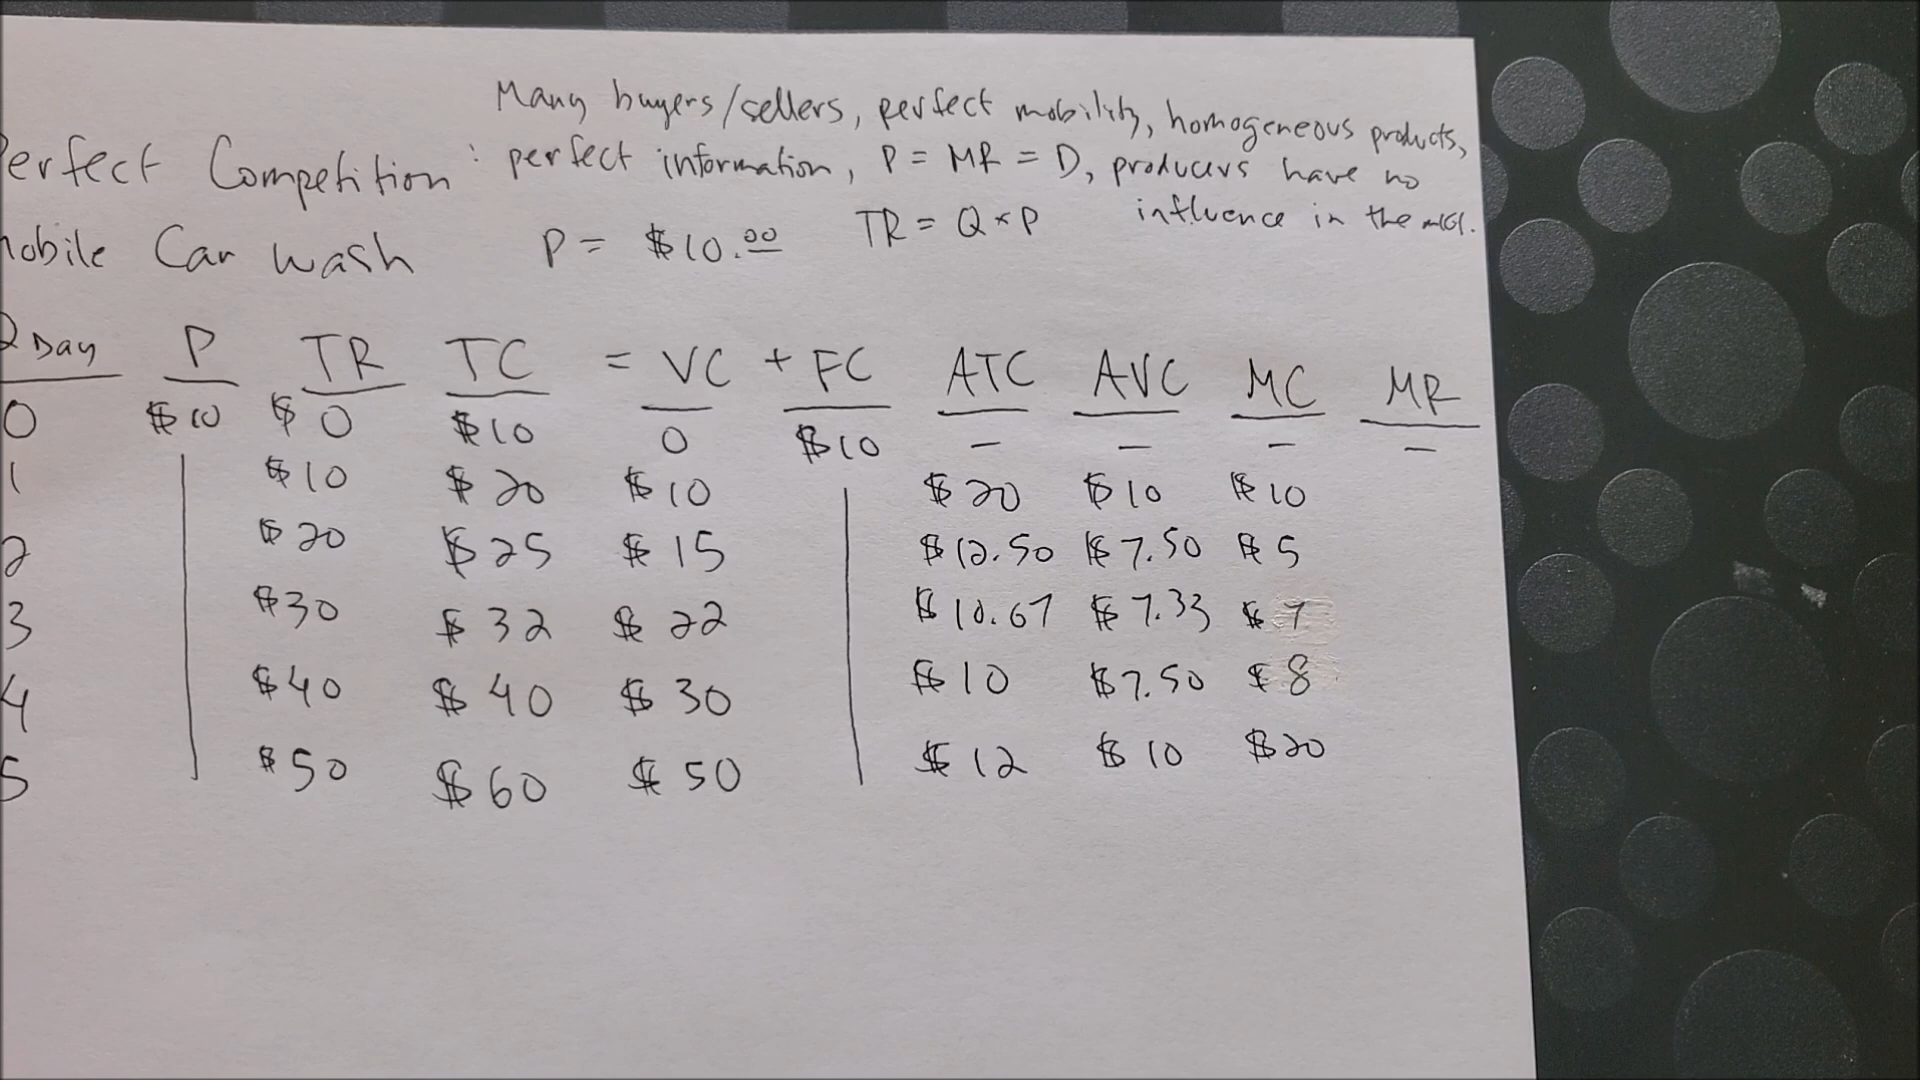 Many buyers/sellers, perfect mobility, homogeneous products,
erfect Competition : perfect information, P = MR = D, producers have no
influence in the mkt.
obile Car wash P = $10.00 TR = Q × P
Q Day P TR TC = VC + FC ATC AVC MC MR
0 $10 $0 $10 0 $10 – – – –
1 $10 $20 $10 $20 $10 $10
2 $20 $25 $15 $12.50 $7.50 $5
3 $30 $32 $22 $10.67 $7.33 $7
4 $40 $40 $30 $10 $7.50 $8
5 $50 $60 $50 $12 $10 $20